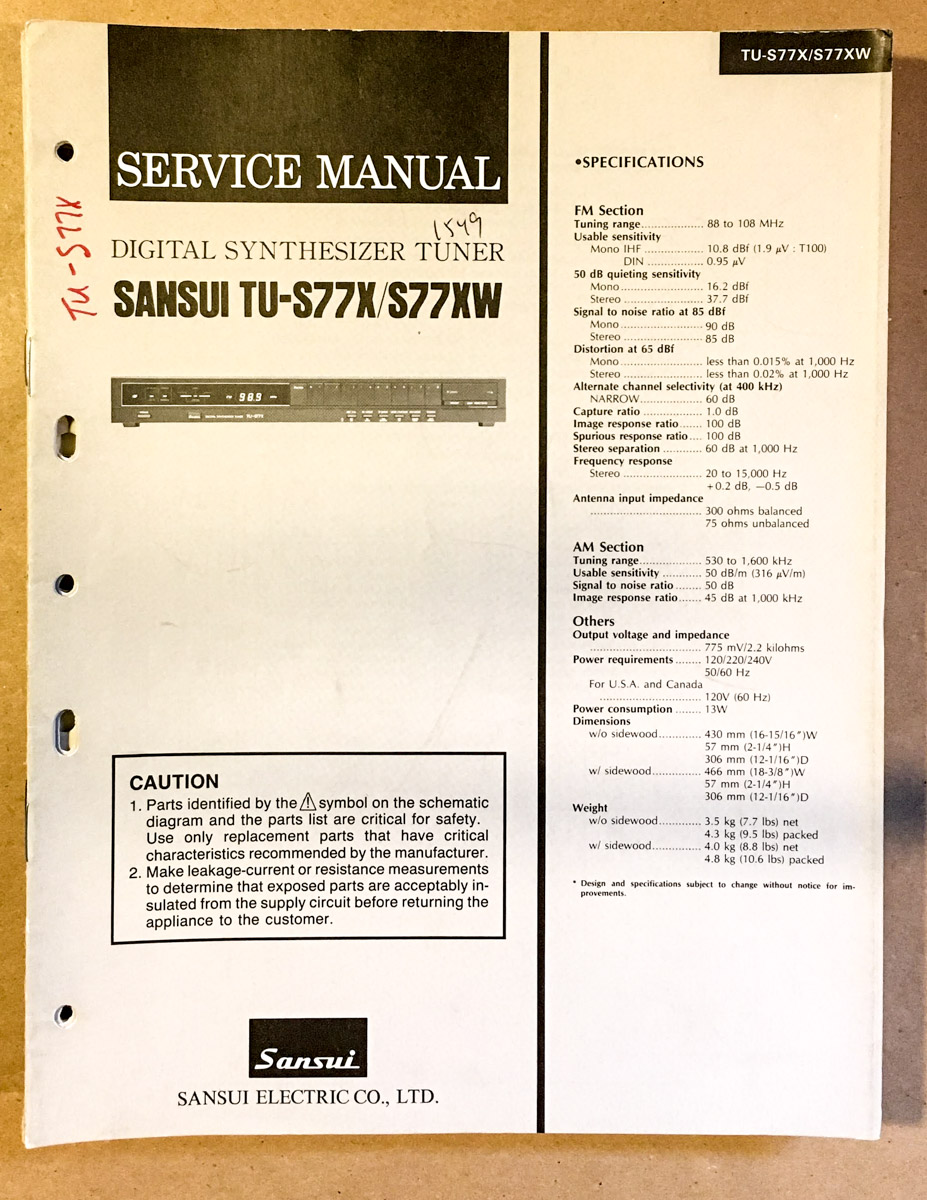 TU-S77X/S77XW
SERVICE MANUAL
1549
DIGITAL SYNTHESIZER TUNER
SANSUI TU-S77X/S77XW
TU-S77X
98.9
CAUTION
1. Parts identified by the ⚠ symbol on the schematic
diagram and the parts list are critical for safety.
Use only replacement parts that have critical
characteristics recommended by the manufacturer.
2. Make leakage-current or resistance measurements
to determine that exposed parts are acceptably in-
sulated from the supply circuit before returning the
appliance to the customer.
Sansui
SANSUI ELECTRIC CO., LTD.
•SPECIFICATIONS
FM Section
Tuning range.................. 88 to 108 MHz
Usable sensitivity
Mono IHF ................. 10.8 dBf (1.9 µV : T100)
DIN ................ 0.95 µV
50 dB quieting sensitivity
Mono ....................... 16.2 dBf
Stereo ...................... 37.7 dBf
Signal to noise ratio at 85 dBf
Mono ....................... 90 dB
Stereo ...................... 85 dB
Distortion at 65 dBf
Mono ....................... less than 0.015% at 1,000 Hz
Stereo ...................... less than 0.02% at 1,000 Hz
Alternate channel selectivity (at 400 kHz)
NARROW.................. 60 dB
Capture ratio ................ 1.0 dB
Image response ratio....... 100 dB
Spurious response ratio.... 100 dB
Stereo separation ........... 60 dB at 1,000 Hz
Frequency response
Stereo ...................... 20 to 15,000 Hz
+0.2 dB, −0.5 dB
Antenna input impedance
................................ 300 ohms balanced
75 ohms unbalanced
AM Section
Tuning range.................. 530 to 1,600 kHz
Usable sensitivity ........... 50 dB/m (316 µV/m)
Signal to noise ratio ........ 50 dB
Image response ratio....... 45 dB at 1,000 kHz
Others
Output voltage and impedance
................................ 775 mV/2.2 kilohms
Power requirements ........ 120/220/240V
50/60 Hz
For U.S.A. and Canada
............................. 120V (60 Hz)
Power consumption ........ 13W
Dimensions
w/o sidewood............ 430 mm (16-15/16″)W
57 mm (2-1/4″)H
306 mm (12-1/16″)D
w/ sidewood.............. 466 mm (18-3/8″)W
57 mm (2-1/4″)H
306 mm (12-1/16″)D
Weight
w/o sidewood............ 3.5 kg (7.7 lbs) net
4.3 kg (9.5 lbs) packed
w/ sidewood.............. 4.0 kg (8.8 lbs) net
4.8 kg (10.6 lbs) packed
* Design and specifications subject to change without notice for im-
provements.